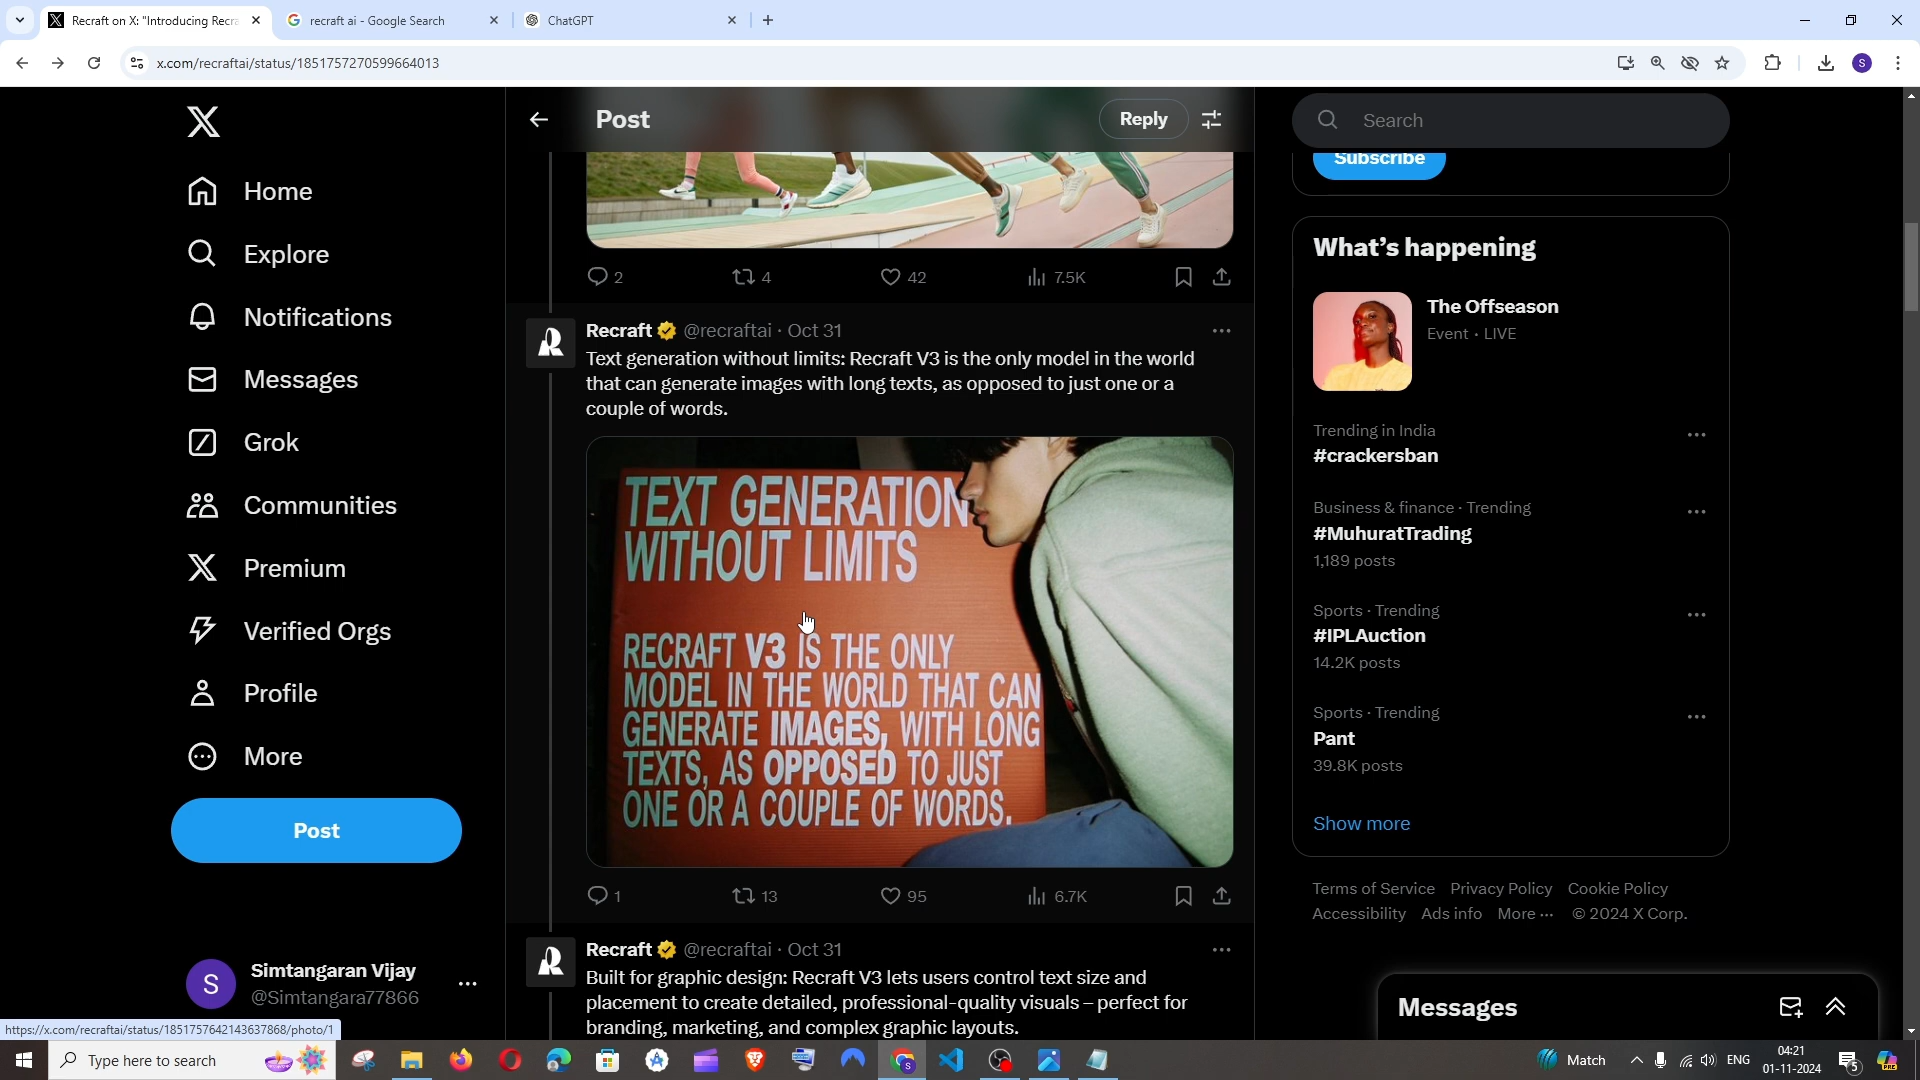 Recraft on X: "Introducing Recra
recraft ai - Google Search
ChatGPT
x.com/recraftai/status/1851757270599664013
S
Post
Reply
Search
Subscribe
Home
Explore
Notifications
Messages
Grok
Communities
Premium
Verified Orgs
Profile
More
Post
S
Simtangaran Vijay
@Simtangara77866
2
4
42
7.5K
Recraft @recraftai · Oct 31
Text generation without limits: Recraft V3 is the only model in the world
that can generate images with long texts, as opposed to just one or a
couple of words.
TEXT GENERATION
WITHOUT LIMITS
RECRAFT V3 IS THE ONLY
MODEL IN THE WORLD THAT CAN
GENERATE IMAGES, WITH LONG
TEXTS, AS OPPOSED TO JUST
ONE OR A COUPLE OF WORDS.
1
13
95
6.7K
Recraft @recraftai · Oct 31
Built for graphic design: Recraft V3 lets users control text size and
placement to create detailed, professional-quality visuals – perfect for
branding, marketing, and complex graphic layouts.
What's happening
The Offseason
Event · LIVE
Trending in India
#crackersban
Business & finance · Trending
#MuhuratTrading
1,189 posts
Sports · Trending
#IPLAuction
14.2K posts
Sports · Trending
Pant
39.8K posts
Show more
Terms of Service Privacy Policy Cookie Policy
Accessibility Ads info More ··· © 2024 X Corp.
Messages
https://x.com/recraftai/status/1851757642143637868/photo/1
Type here to search
Match
ENG
04:21
01-11-2024
5